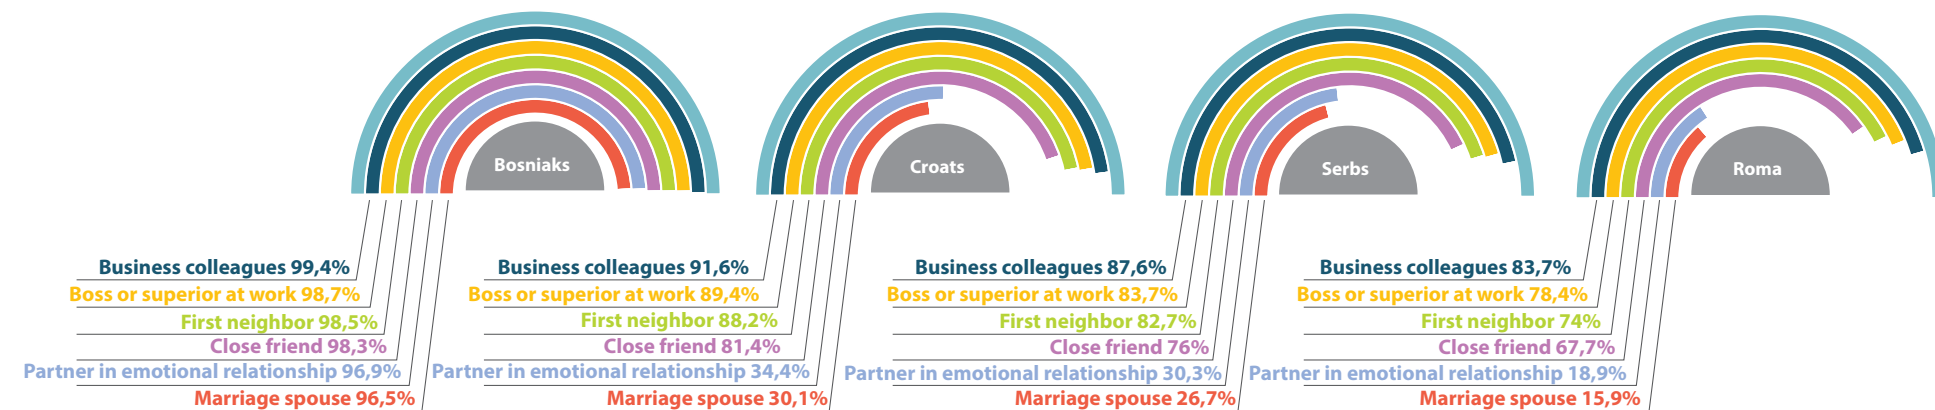 Bosniaks
Business colleagues 99,4%
Boss or superior at work 98,7%
First neighbor 98,5%
Close friend 98,3%
Partner in emotional relationship 96,9%
Marriage spouse 96,5%
Croats
Business colleagues 91,6%
Boss or superior at work 89,4%
First neighbor 88,2%
Close friend 81,4%
Partner in emotional relationship 34,4%
Marriage spouse 30,1%
Serbs
Business colleagues 87,6%
Boss or superior at work 83,7%
First neighbor 82,7%
Close friend 76%
Partner in emotional relationship 30,3%
Marriage spouse 26,7%
Roma
Business colleagues 83,7%
Boss or superior at work 78,4%
First neighbor 74%
Close friend 67,7%
Partner in emotional relationship 18,9%
Marriage spouse 15,9%